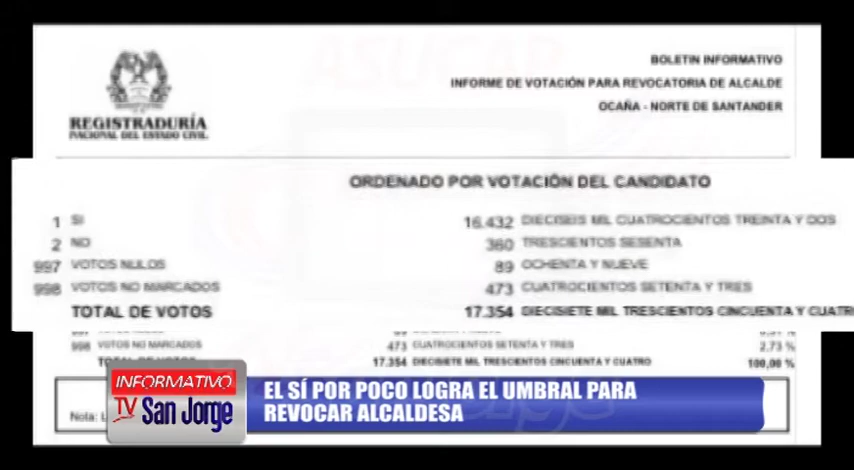 ASUCAP
BOLETIN INFORMATIVO
INFORME DE VOTACIÓN PARA REVOCATORIA DE ALCALDE
OCAÑA - NORTE DE SANTANDER
REGISTRADURÍA
NACIONAL DEL ESTADO CIVIL
ORDENADO POR VOTACIÓN DEL CANDIDATO
1 SI 16.432 DIECISEIS MIL CUATROCIENTOS TREINTA Y DOS
2 NO 360 TRESCIENTOS SESENTA
997 VOTOS NULOS 89 OCHENTA Y NUEVE
998 VOTOS NO MARCADOS 473 CUATROCIENTOS SETENTA Y TRES
TOTAL DE VOTOS 17.354 DIECISIETE MIL TRESCIENTOS CINCUENTA Y CUATR
998 VOTOS NO MARCADOS 473 CUATROCIENTOS SETENTA Y TRES 2,73 %
TOTAL DE VOTOS 17.354 DIECISIETE MIL TRESCIENTOS CINCUENTA Y CUATRO 100,00 %
Nota: L
INFORMATIVO
TV San Jorge
EL SÍ POR POCO LOGRA EL UMBRAL PARA
REVOCAR ALCALDESA